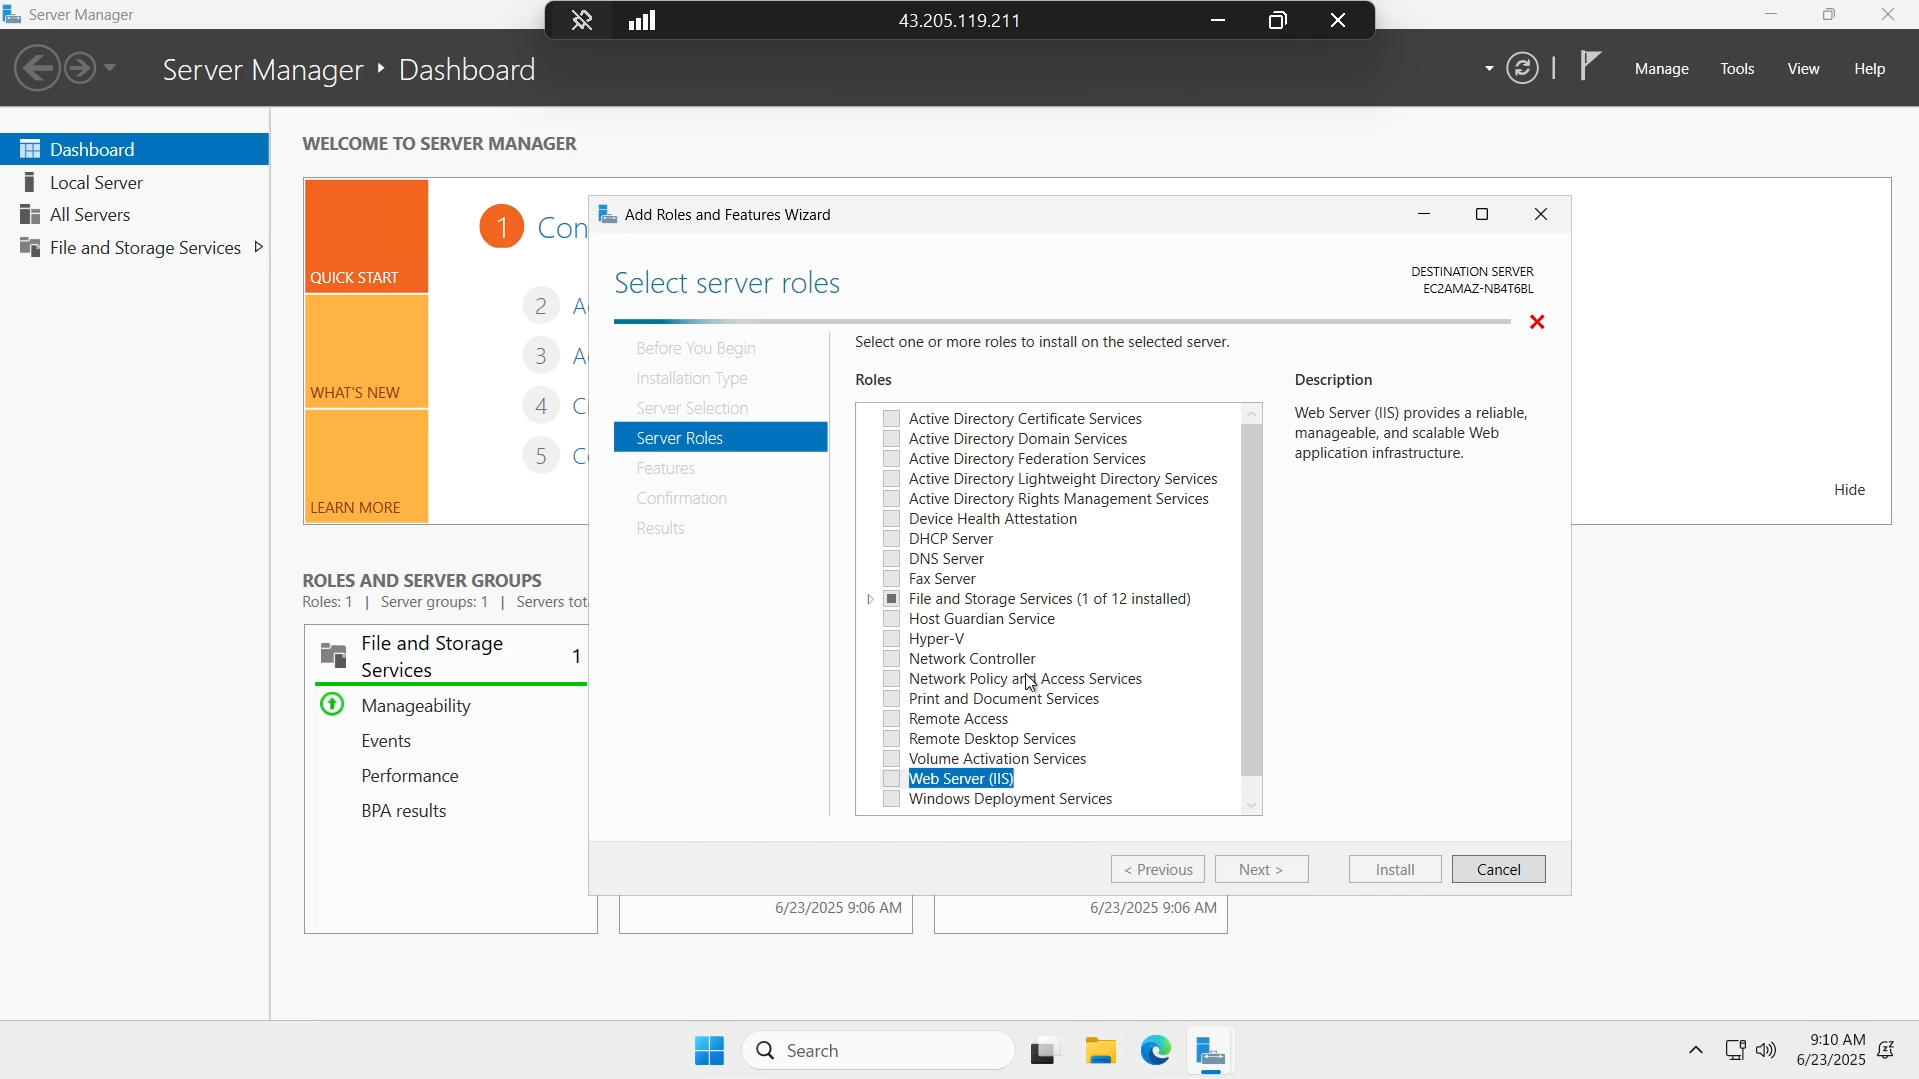 Server Manager
43.205.119.211
Server Manager ‣ Dashboard
Manage Tools View Help
Dashboard
Local Server
All Servers
File and Storage Services
WELCOME TO SERVER MANAGER
QUICK START
WHAT'S NEW
LEARN MORE
1 Con
2
3
4
5
Hide
ROLES AND SERVER GROUPS
Roles: 1 | Server groups: 1 | Servers tot
File and Storage Services 1
Manageability
Events
Performance
BPA results
Add Roles and Features Wizard
Select server roles
DESTINATION SERVER
EC2AMAZ-NB4T6BL
Before You Begin
Installation Type
Server Selection
Server Roles
Features
Confirmation
Results
Select one or more roles to install on the selected server.
Roles
Active Directory Certificate Services
Active Directory Domain Services
Active Directory Federation Services
Active Directory Lightweight Directory Services
Active Directory Rights Management Services
Device Health Attestation
DHCP Server
DNS Server
Fax Server
File and Storage Services (1 of 12 installed)
Host Guardian Service
Hyper-V
Network Controller
Network Policy and Access Services
Print and Document Services
Remote Access
Remote Desktop Services
Volume Activation Services
Web Server (IIS)
Windows Deployment Services
Description
Web Server (IIS) provides a reliable,
manageable, and scalable Web
application infrastructure.
< Previous Next > Install Cancel
6/23/2025 9:06 AM 6/23/2025 9:06 AM
Search
9:10 AM
6/23/2025